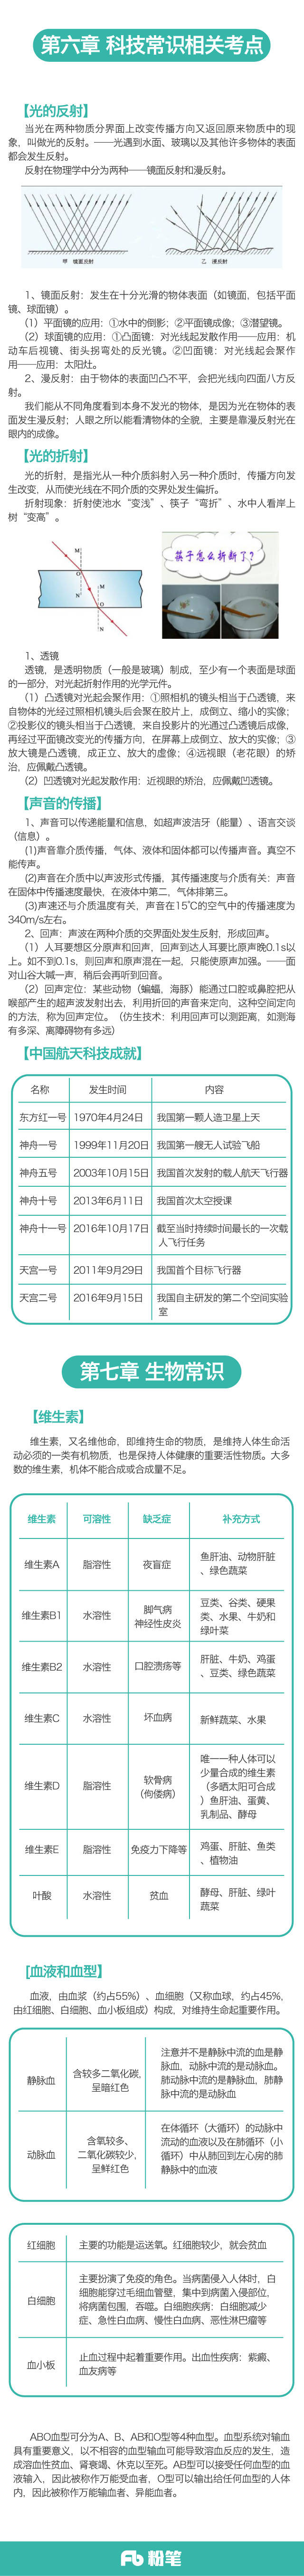 第六章 科技常识相关考点
【光的反射】
当光在两种物质分界面上改变传播方向又返回原来物质中的现
象，叫做光的反射。——光遇到水面、玻璃以及其他许多物体的表面
都会发生反射。
反射在物理学中分为两种——镜面反射和漫反射。
甲 镜面反射
乙 漫反射
1、镜面反射：发生在十分光滑的物体表面（如镜面，包括平面
镜、球面镜）。
（1）平面镜的应用：①水中的倒影；②平面镜成像；③潜望镜。
（2）球面镜的应用：①凸面镜：对光线起发散作用——应用：机
动车后视镜、街头拐弯处的反光镜。②凹面镜：对光线起会聚作
用——应用：太阳灶。
2、漫反射：由于物体的表面凹凸不平，会把光线向四面八方反
射。
我们能从不同角度看到本身不发光的物体，是因为光在物体的表
面发生漫反射；人眼之所以能看清物体的全貌，主要是靠漫反射光在
眼内的成像。
【光的折射】
光的折射，是指光从一种介质斜射入另一种介质时，传播方向发
生改变，从而使光线在不同介质的交界处发生偏折。
折射现象：折射使池水“变浅”、筷子“弯折”、水中人看岸上
树“变高”。
M
O
M
N
O
N
筷子怎么折断了?
1、透镜
透镜，是透明物质（一般是玻璃）制成，至少有一个表面是球面
的一部分，对光起折射作用的光学元件。
（1）凸透镜对光起会聚作用：①照相机的镜头相当于凸透镜，来
自物体的光经过照相机镜头后会聚在胶片上，成倒立、缩小的实像；
②投影仪的镜头相当于凸透镜，来自投影片的光通过凸透镜后成像，
再经过平面镜改变光的传播方向，在屏幕上成倒立、放大的实像；③
放大镜是凸透镜，成正立、放大的虚像；④远视眼（老花眼）的矫
治，应佩戴凸透镜。
（2）凹透镜对光起发散作用：近视眼的矫治，应佩戴凹透镜。
【声音的传播】
1、声音可以传递能量和信息，如超声波洁牙（能量）、语言交谈
（信息）。
(1)声音靠介质传播，气体、液体和固体都可以传播声音。真空不
能传声。
(2)声音在介质中以声波形式传播，其传播速度与介质有关：声音
在固体中传播速度最快，在液体中第二，气体排第三。
(3)声速还与介质温度有关，声音在15℃的空气中的传播速度为
340m/s左右。
2、回声：声波在两种介质的交界面处发生反射，形成回声。
（1）人耳要想区分原声和回声，回声到达人耳要比原声晚0.1s以
上。如不到0.1s，则回声和原声混在一起，只能使原声加强。——面
对山谷大喊一声，稍后会再听到回音。
（2）回声定位：某些动物（蝙蝠，海豚）能通过口腔或鼻腔把从
喉部产生的超声波发射出去，利用折回的声音来定向，这种空间定向
的方法，称为回声定位。（仿生技术：利用回声可以测距离，如测海
有多深、离障碍物有多远）
【中国航天科技成就】
名称 发生时间 内容
东方红一号 1970年4月24日 我国第一颗人造卫星上天
神舟一号 1999年11月20日 我国第一艘无人试验飞船
神舟五号 2003年10月15日 我国首次发射的载人航天飞行器
神舟十号 2013年6月11日 我国首次太空授课
神舟十一号 2016年10月17日 截至当时持续时间最长的一次载
人飞行任务
天宫一号 2011年9月29日 我国首个目标飞行器
天宫二号 2016年9月15日 我国自主研发的第二个空间实验
室
第七章 生物常识
【维生素】
维生素，又名维他命，即维持生命的物质，是维持人体生命活
动必须的一类有机物质，也是保持人体健康的重要活性物质。大多
数的维生素，机体不能合成或合成量不足。
维生素 可溶性 缺乏症 补充方式
维生素A 脂溶性 夜盲症 鱼肝油、动物肝脏
、绿色蔬菜
维生素B1 水溶性 脚气病
神经性皮炎 豆类、谷类、硬果
类、水果、牛奶和
绿叶菜
维生素B2 水溶性 口腔溃疡等 肝脏、牛奶、鸡蛋
、豆类、绿色蔬菜
维生素C 水溶性 坏血病 新鲜蔬菜、水果
维生素D 脂溶性 软骨病
（佝偻病） 唯一一种人体可以
少量合成的维生素
（多晒太阳可合成
）鱼肝油、蛋黄、
乳制品、酵母
维生素E 脂溶性 免疫力下降等 鸡蛋、肝脏、鱼类
、植物油
叶酸 水溶性 贫血 酵母、肝脏、绿叶
蔬菜
[血液和血型】
血液，由血浆（约占55%）、血细胞（又称血球，约占45%，
由红细胞、白细胞、血小板组成）构成，对维持生命起重要作用。
静脉血 含较多二氧化碳，
呈暗红色 注意并不是静脉中流的血是静
脉血，动脉中流的是动脉血。
肺动脉中流的是静脉血，肺静
脉中流的是动脉血
动脉血 含氧较多、
二氧化碳较少，
呈鲜红色 在体循环（大循环）的动脉中
流动的血液以及在肺循环（小
循环）中从肺回到左心房的肺
静脉中的血液
红细胞 主要的功能是运送氧。红细胞较少，就会贫血
白细胞 主要扮演了免疫的角色。当病菌侵入人体时，白
细胞能穿过毛细血管壁，集中到病菌入侵部位，
将病菌包围，吞噬。白细胞疾病：白细胞减少
症、急性白血病、慢性白血病、恶性淋巴瘤等
血小板 止血过程中起着重要作用。出血性疾病：紫癜、
血友病等
ABO血型可分为A、B、AB和O型等4种血型。血型系统对输血
具有重要意义，以不相容的血型输血可能导致溶血反应的发生，造
成溶血性贫血、肾衰竭、休克以至死。AB型可以接受任何血型的血
液输入，因此被称作万能受血者，O型可以输出给任何血型的人体
内，因此被称作万能输血者、异能血者。
Fb 粉笔